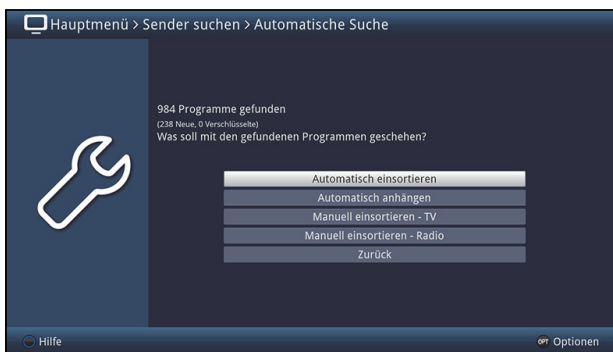 Hauptmenü > Sender suchen > Automatische Suche
984 Programme gefunden
(238 Neue, 0 Verschlüsselte)
Was soll mit den gefundenen Programmen geschehen?
Automatisch einsortieren
Automatisch anhängen
Manuell einsortieren - TV
Manuell einsortieren - Radio
Zurück
Hilfe
OPT Optionen